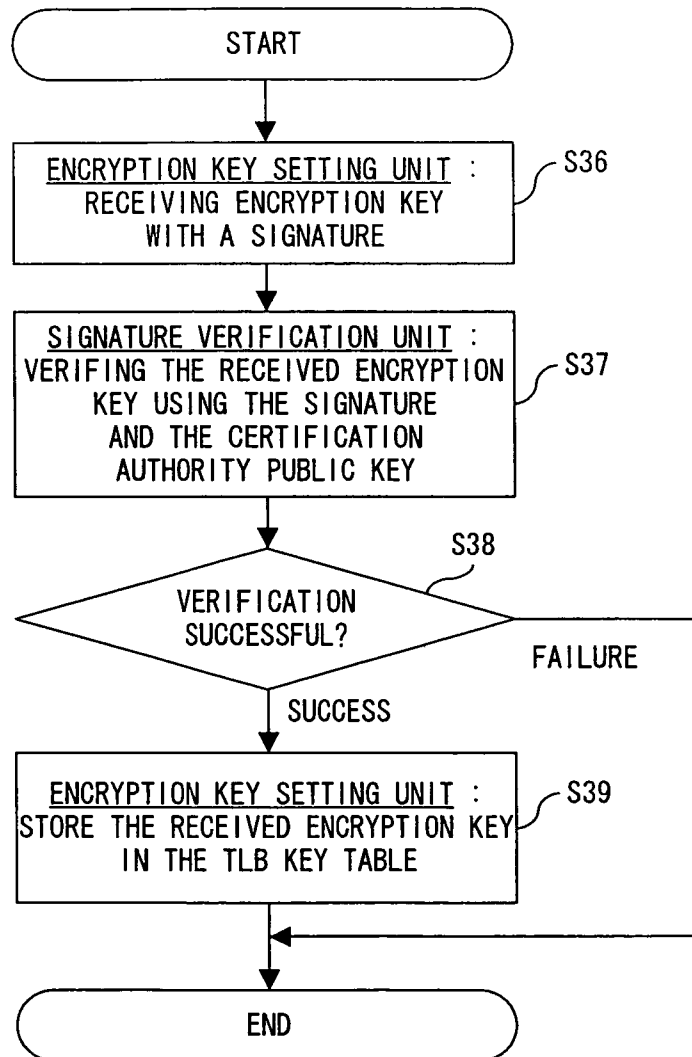 START
ENCRYPTION KEY SETTING UNIT :
RECEIVING ENCRYPTION KEY
WITH A SIGNATURE
S36
SIGNATURE VERIFICATION UNIT :
VERIFING THE RECEIVED ENCRYPTION
KEY USING THE SIGNATURE
AND THE CERTIFICATION
AUTHORITY PUBLIC KEY
S37
S38
VERIFICATION
SUCCESSFUL?
FAILURE
SUCCESS
ENCRYPTION KEY SETTING UNIT :
STORE THE RECEIVED ENCRYPTION KEY
IN THE TLB KEY TABLE
S39
END